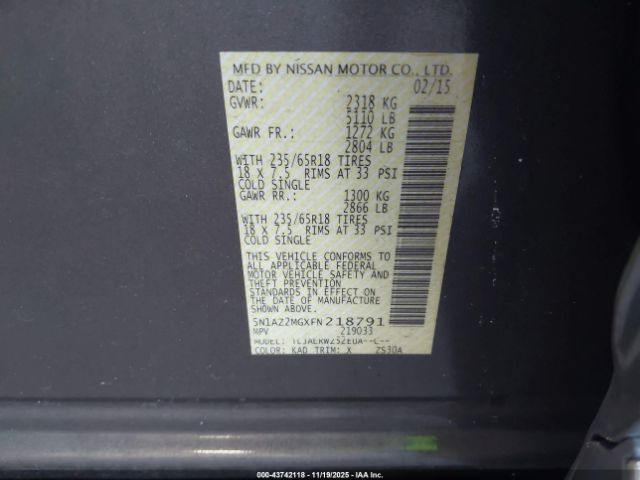 MFD BY NISSAN MOTOR CO., LTD.
DATE: 02/15
GVWR: 2318 KG
5110 LB
GAWR FR.: 1272 KG
2804 LB
WITH 235/65R18 TIRES
18 X 7.5 RIMS AT 33 PSI
COLD SINGLE
GAWR RR.: 1300 KG
2866 LB
WITH 235/65R18 TIRES
18 X 7.5 RIMS AT 33 PSI
COLD SINGLE
THIS VEHICLE CONFORMS TO
ALL APPLICABLE FEDERAL
MOTOR VEHICLE SAFETY AND
THEFT PREVENTION
STANDARDS IN EFFECT ON
THE DATE OF MANUFACTURE
SHOWN ABOVE.
5N1AZ2MGXFN218791
MPV 219033
MODEL:
COLOR: KAD TRIM: X ZS30A
000-43742118 - 11/19/2025 - IAA Inc.